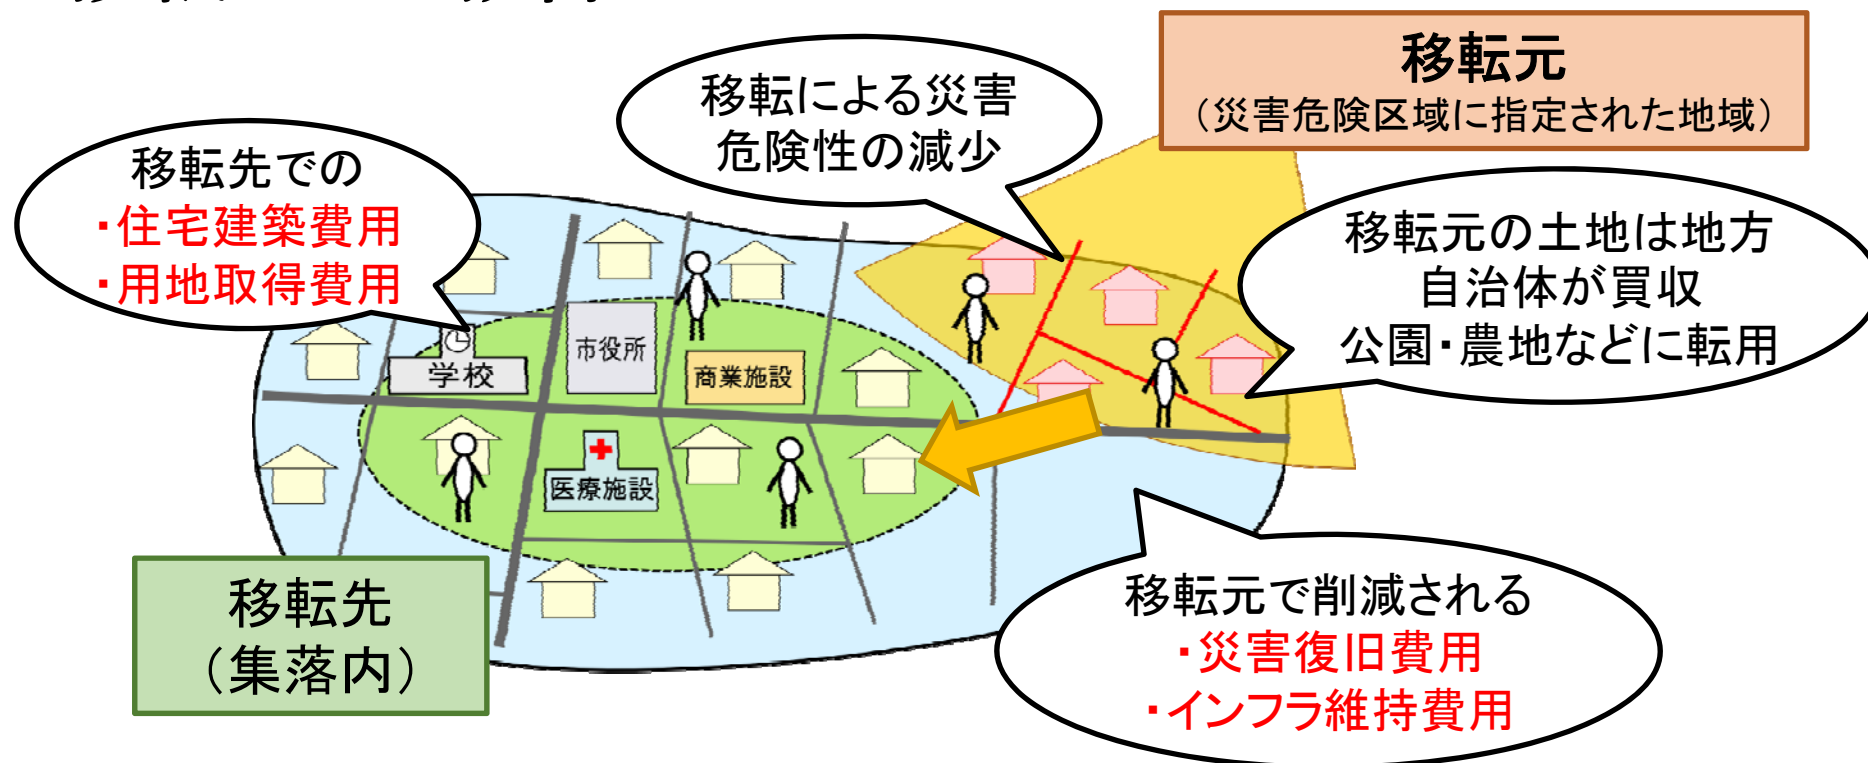 移転元
（災害危険区域に指定された地域）
移転による災害
危険性の減少
移転先での
・住宅建築費用
・用地取得費用
移転元の土地は地方
自治体が買収
公園・農地などに転用
市役所
学校
商業施設
医療施設
移転先
（集落内）
移転元で削減される
・災害復旧費用
・インフラ維持費用